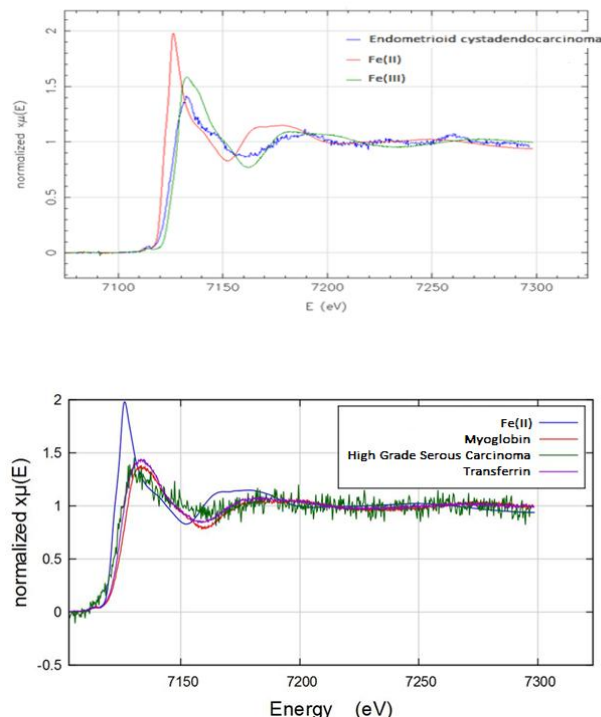 2
1.5
1
0.5
0
normalized xμ(E)
Endometrioid cystadendocarcinoma
Fe(II)
Fe(III)
7100
7150
7200
7250
7300
E (eV)
2
1.5
1
0.5
0
-0.5
normalized xμ(E)
Fe(II)
Myoglobin
High Grade Serous Carcinoma
Transferrin
7150
7200
7250
7300
Energy (eV)